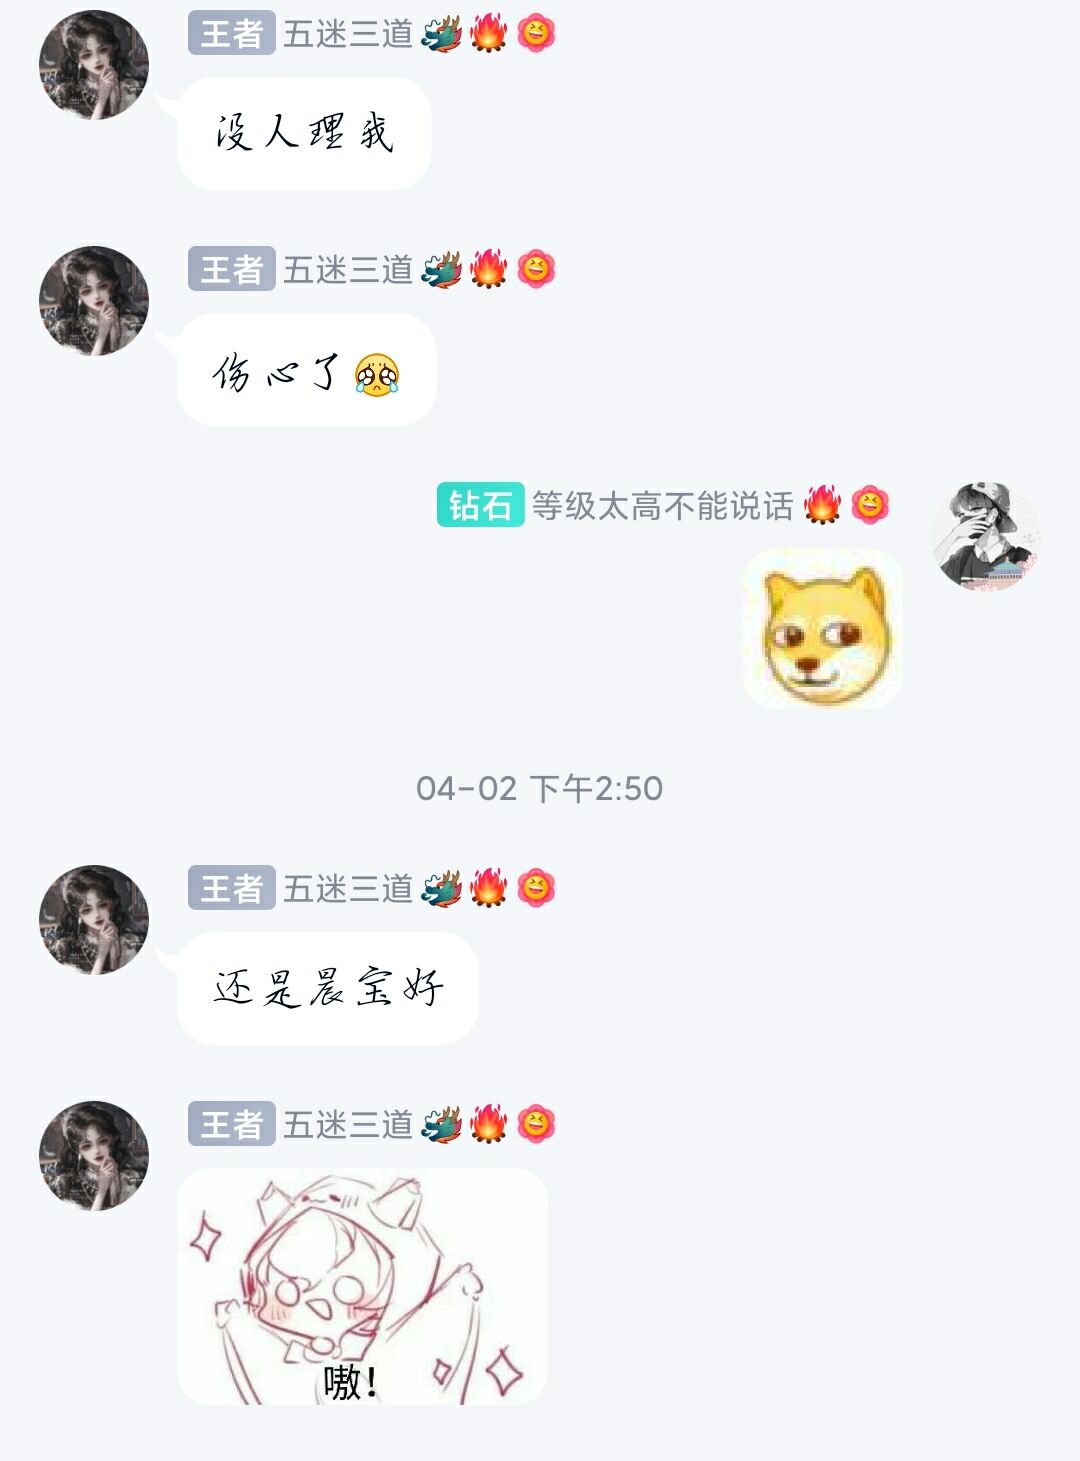 王者 五迷三道🐉🔥😆
没人理我
王者 五迷三道🐉🔥😆
伤心了🥹
钻石 等级太高不能说话🔥😆
04-02 下午2:50
王者 五迷三道🐉🔥😆
还是晨宝好
王者 五迷三道🐉🔥😆
嗷!